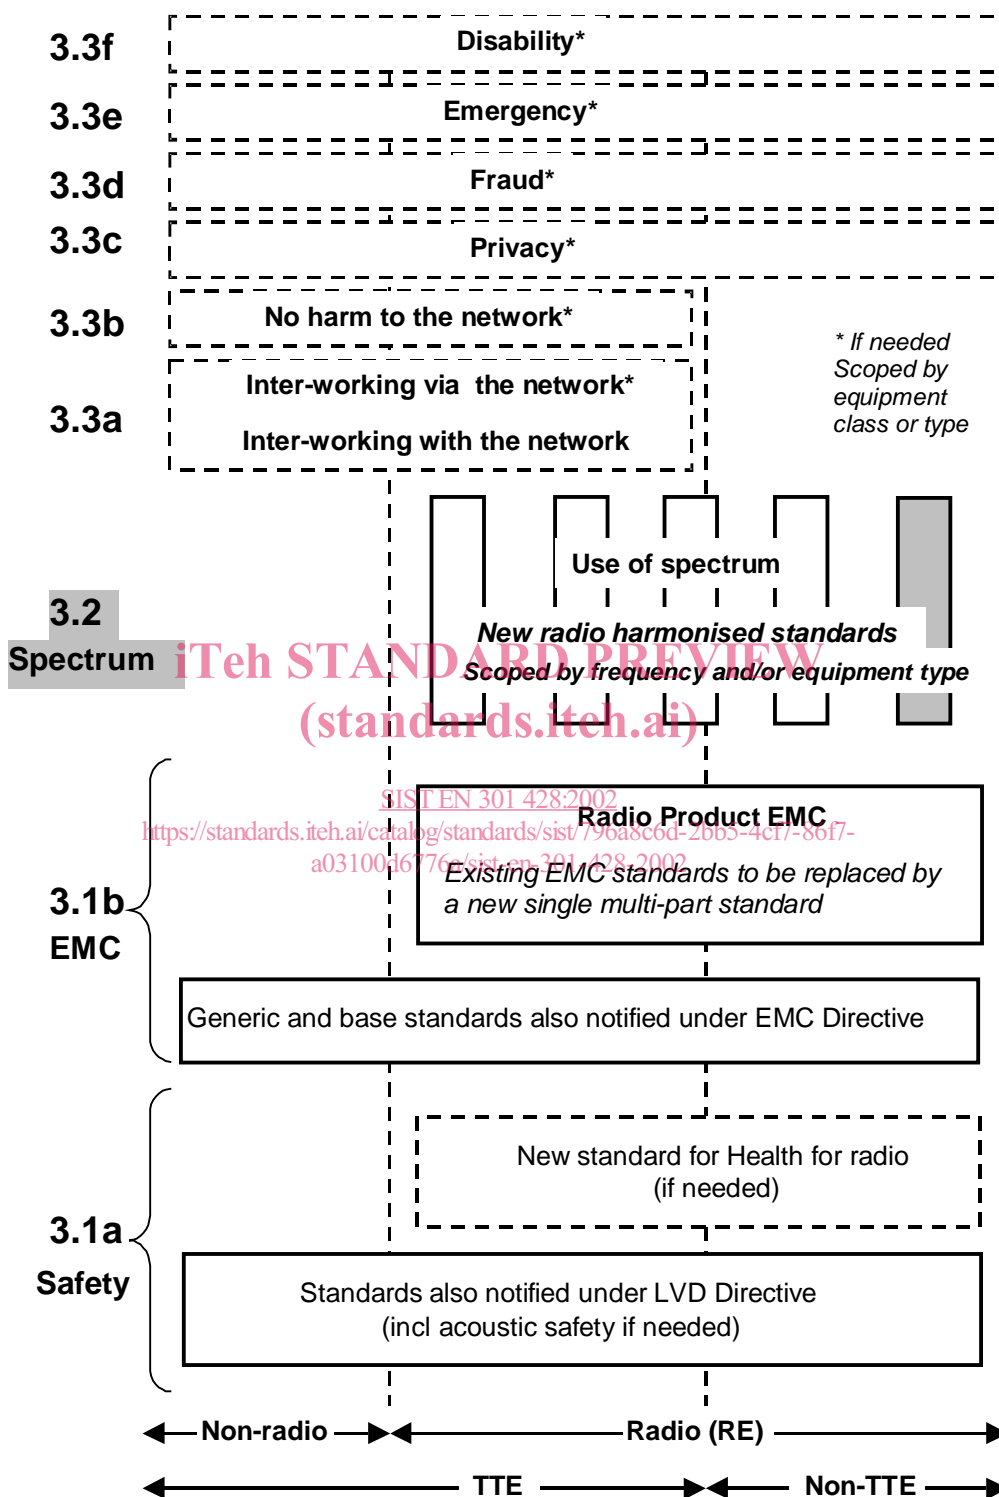 3.3f
Disability*
3.3e
Emergency*
3.3d
Fraud*
3.3c
Privacy*
3.3b
No harm to the network*
* If needed
Scoped by
equipment
class or type
3.3a
Inter-working via the network*
Inter-working with the network
Use of spectrum
3.2
Spectrum
New radio harmonised standards
Scoped by frequency and/or equipment type
iTeh STANDARD PREVIEW
(standards.iteh.ai)
SIST EN 301 428:2002
https://standards.iteh.ai/catalog/standards/sist/796a8c6d-2bb5-4cf7-86f7-
a03100d6776a/sist-en-301-428-2002
Radio Product EMC
Existing EMC standards to be replaced by
a new single multi-part standard
3.1b
EMC
Generic and base standards also notified under EMC Directive
New standard for Health for radio
(if needed)
3.1a
Safety
Standards also notified under LVD Directive
(incl acoustic safety if needed)
Non-radio
Radio (RE)
TTE
Non-TTE